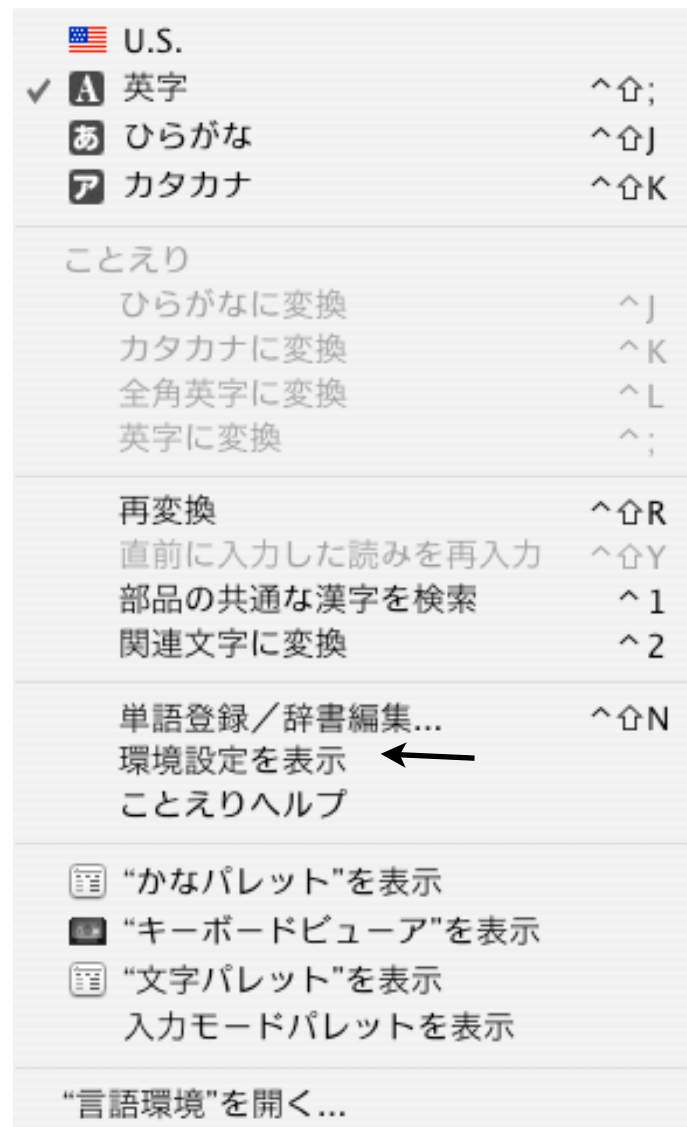 U.S.
✓ A 英字 ^⇧;
あ ひらがな ^⇧J
ア カタカナ ^⇧K
ことえり
ひらがなに変換 ^J
カタカナに変換 ^K
全角英字に変換 ^L
英字に変換 ^;
再変換 ^⇧R
直前に入力した読みを再入力 ^⇧Y
部品の共通な漢字を検索 ^1
関連文字に変換 ^2
単語登録／辞書編集... ^⇧N
環境設定を表示
ことえりヘルプ
“かなパレット”を表示
“キーボードビューア”を表示
“文字パレット”を表示
入力モードパレットを表示
“言語環境”を開く...